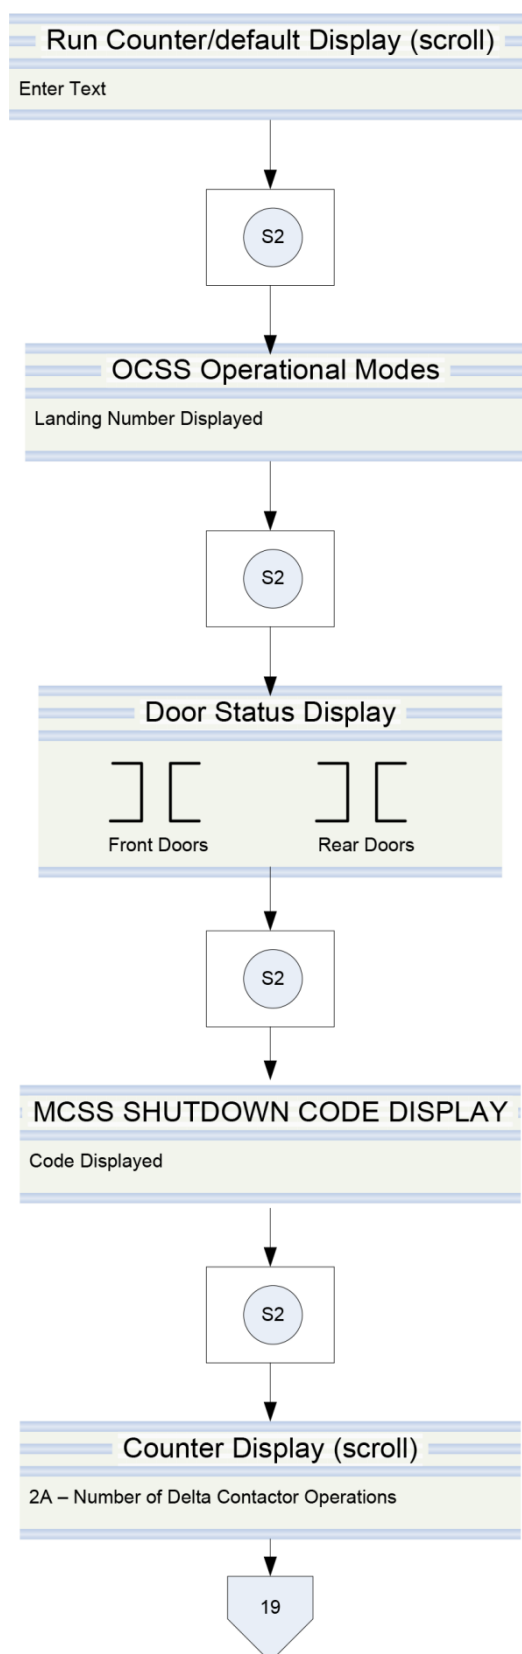 Run Counter/default Display (scroll)
Enter Text
S2
OCSS Operational Modes
Landing Number Displayed
S2
Door Status Display
Front Doors Rear Doors
S2
MCSS SHUTDOWN CODE DISPLAY
Code Displayed
S2
Counter Display (scroll)
2A – Number of Delta Contactor Operations
19